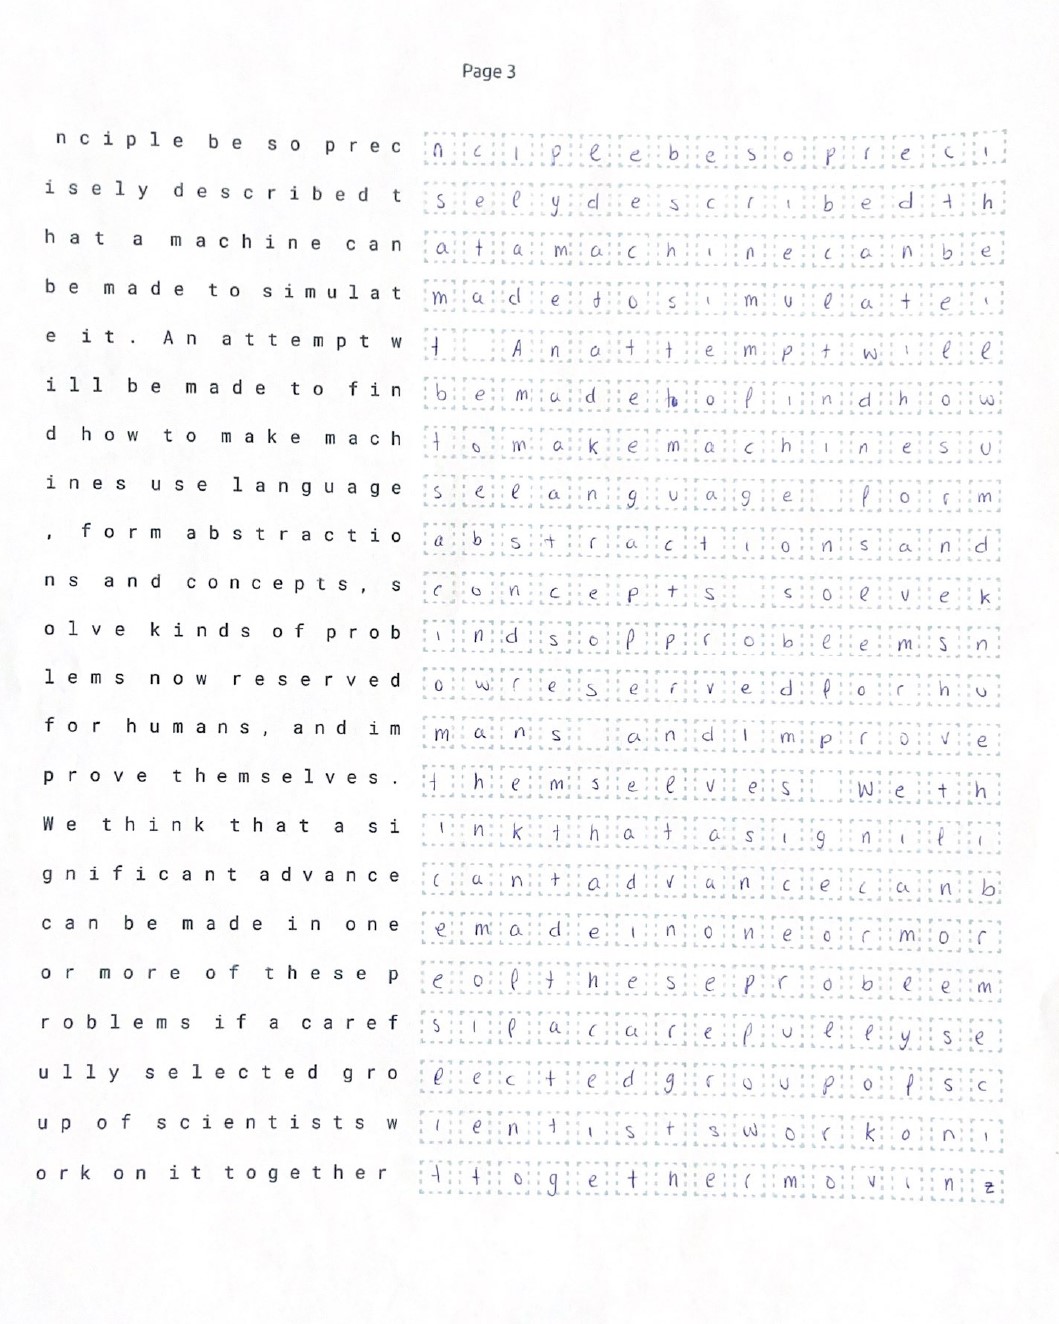 Page 3
nciple be so prec
n c i p l e b e s o p r e c i
isely described t
s e l y d e s c r i b e d t h
hat a machine can
a t a m a c h i n e c a n b e
be made to simulat
m a d e t o s i m u l a t e i
e it. An attempt w
t A n a t t e m p t w i l l
ill be made to fin
b e m a d e t o f i n d h o w
d how to make mach
t o m a k e m a c h i n e s u
ines use language
s e l a n g u a g e f o r m
, form abstractio
a b s t r a c t i o n s a n d
ns and concepts, s
c o n c e p t s s o l v e k
olve kinds of prob
i n d s o f p r o b l e m s n
lems now reserved
o w r e s e r v e d f o r h u
for humans, and im
m a n s a n d i m p r o v e
prove themselves.
t h e m s e l v e s W e t h
We think that a si
i n k t h a t a s i g n i f i
gnificant advance
c a n t a d v a n c e c a n b
can be made in one
e m a d e i n o n e o r m o r
or more of these p
e o f t h e s e p r o b l e m
roblems if a caref
s i f a c a r e f u l l y s e
ully selected gro
l e c t e d g r o u p o f s c
up of scientists w
i e n t i s t s w o r k o n i
ork on it together
t t o g e t h e r m o v i n z